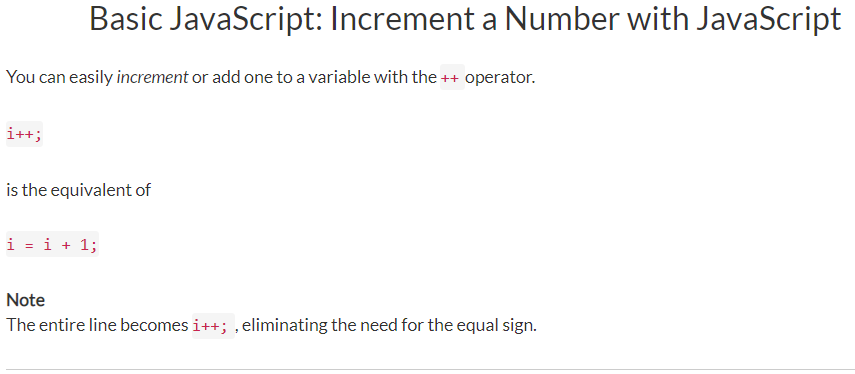 Basic JavaScript: Increment a Number with JavaScript
You can easily increment or add one to a variable with the ++ operator.
i++;
is the equivalent of
i = i + 1;
Note
The entire line becomes i++; , eliminating the need for the equal sign.